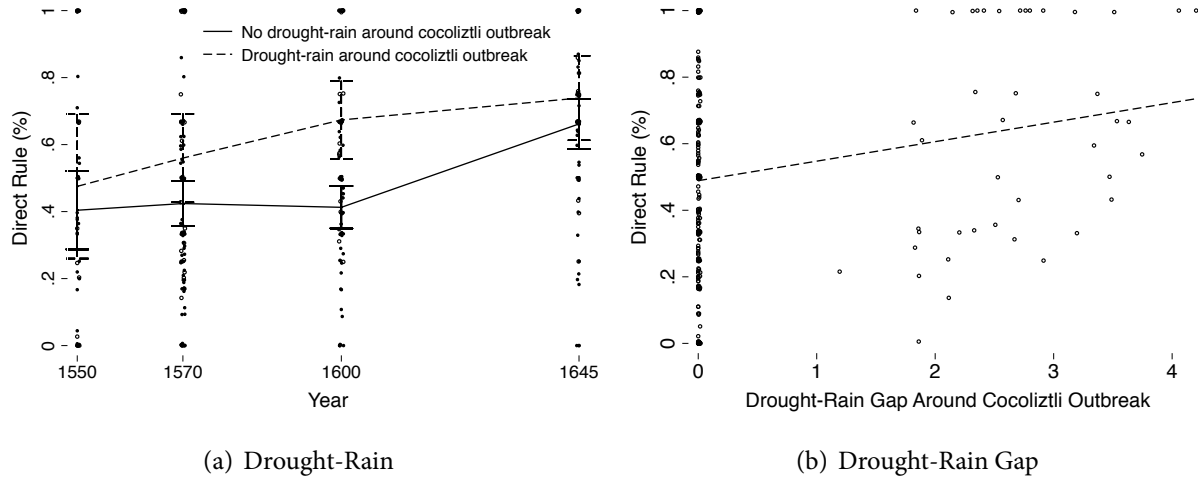 No drought-rain around cocoliztli outbreak
Drought-rain around cocoliztli outbreak
Direct Rule (%)
1
.8
.6
.4
.2
0
1550
1570
1600
1645
Year
(a) Drought-Rain
Direct Rule (%)
1
.8
.6
.4
.2
0
0
1
2
3
4
Drought-Rain Gap Around Cocoliztli Outbreak
(b) Drought-Rain Gap